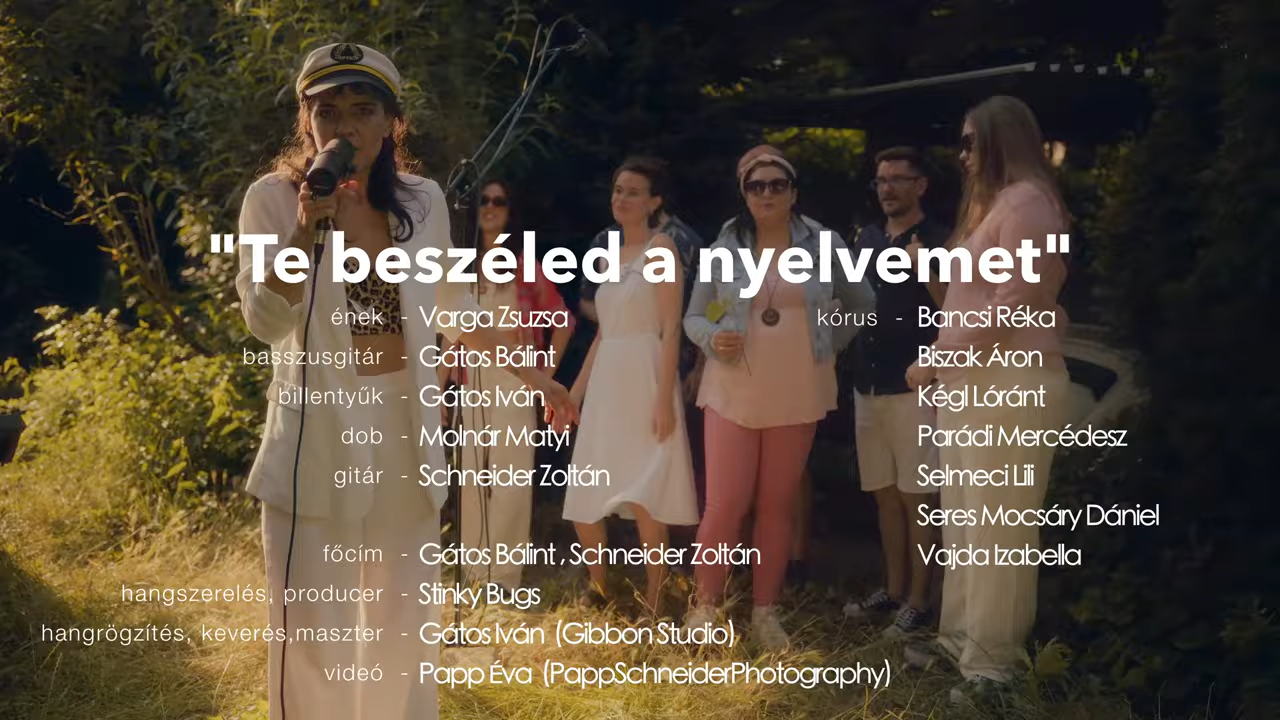 "Te beszéled a nyelvemet"
ének - Varga Zsuzsa
basszusgitár - Gátos Bálint
billentyűk - Gátos Iván
dob - Molnár Matyi
gitár - Schneider Zoltán
főcím - Gátos Bálint , Schneider Zoltán
hangszerelés, producer - Stinky Bugs
hangrögzítés, keverés,maszter - Gátos Iván (Gibbon Studio)
videó - Papp Éva (PappSchneiderPhotography)
kórus - Bancsi Réka
Biszak Áron
Kégl Lóránt
Parádi Mercédesz
Selmeci Lili
Seres Mocsáry Dániel
Vajda Izabella